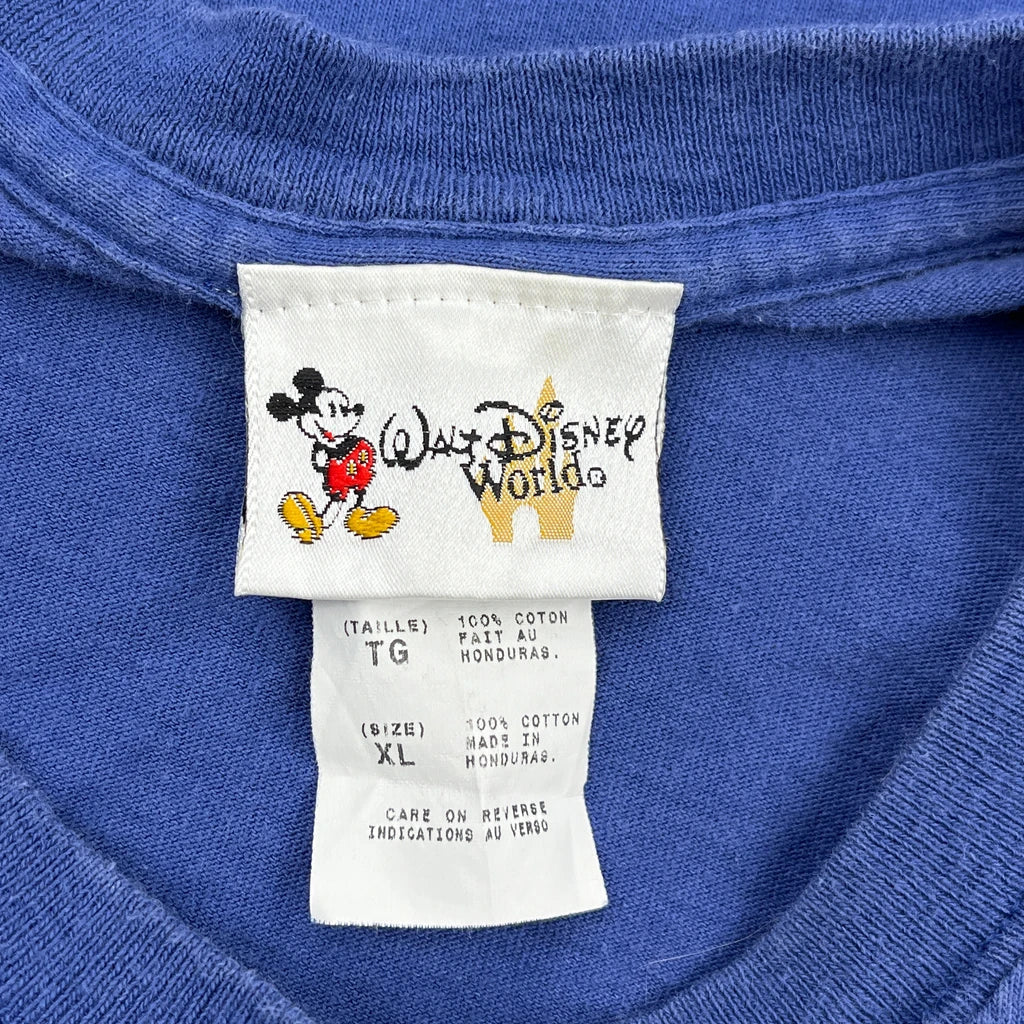 Walt Disney
World®
(TAILLE)
TG
100% COTON
FAIT AU
HONDURAS.
(SIZE)
XL
100% COTTON
MADE IN
HONDURAS.
CARE ON REVERSE
INDICATIONS AU VERSO